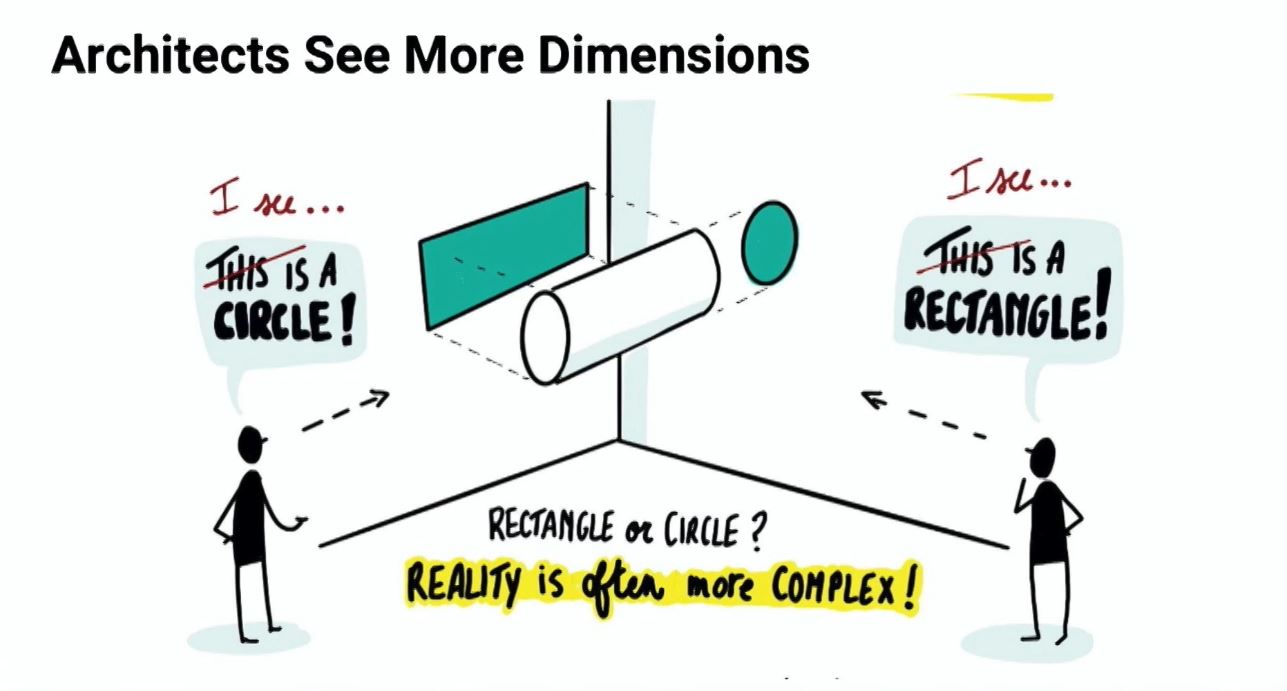 Architects See More Dimensions
I see...
THIS IS A
CIRCLE!
I see...
THIS IS A
RECTANGLE!
RECTANGLE or CIRCLE?
REALITY is often more COMPLEX!